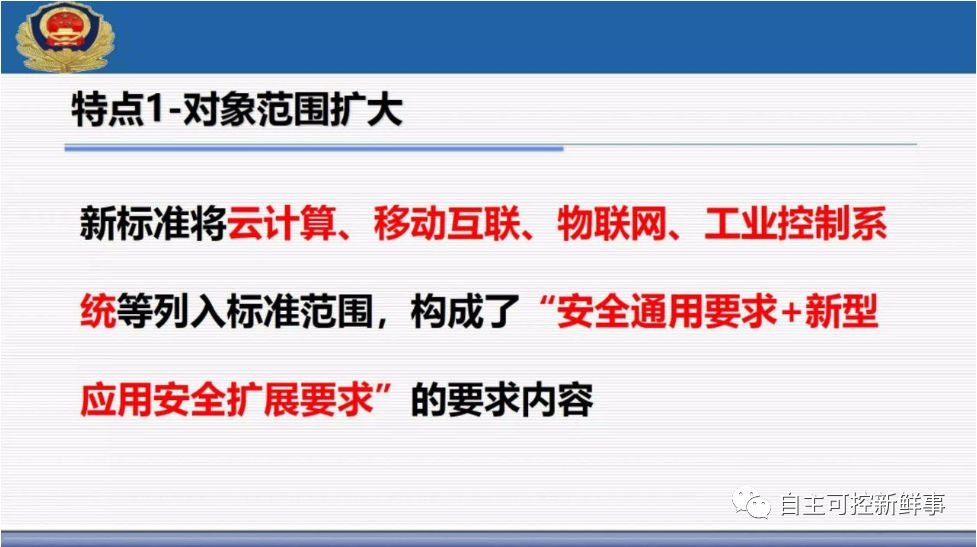 特点1-对象范围扩大
新标准将云计算、移动互联、物联网、工业控制系
统等列入标准范围，构成了“安全通用要求+新型
应用安全扩展要求”的要求内容
自主可控新鲜事